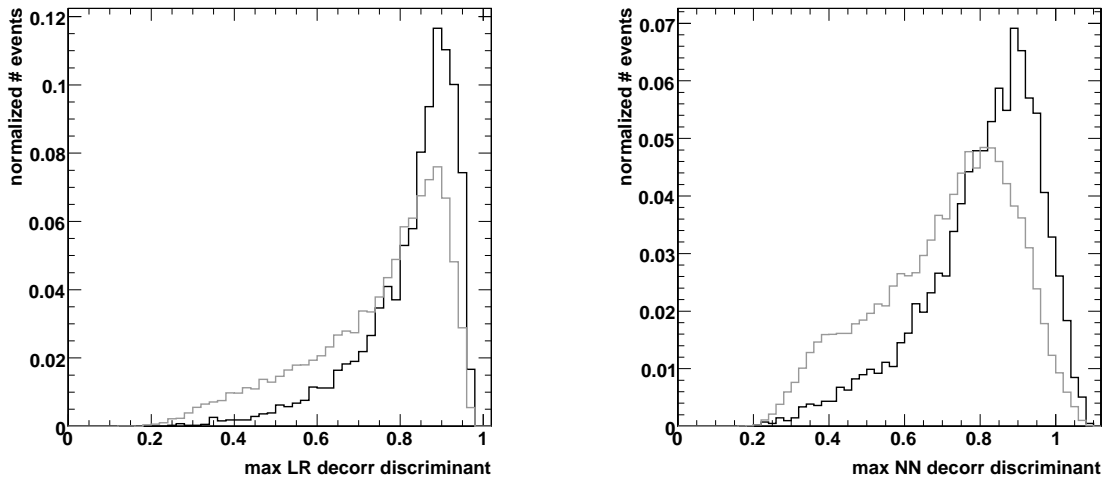 normalized # events
0.12
0.1
0.08
0.06
0.04
0.02
0
0 0.2 0.4 0.6 0.8 1
max LR decorr discriminant
normalized # events
0.07
0.06
0.05
0.04
0.03
0.02
0.01
0
0 0.2 0.4 0.6 0.8 1
max NN decorr discriminant